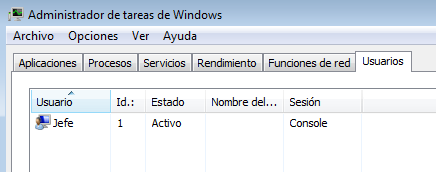 Administrador de tareas de Windows
Archivo Opciones Ver Ayuda
Aplicaciones Procesos Servicios Rendimiento Funciones de red Usuarios
Usuario Id.: Estado Nombre del... Sesión
Jefe 1 Activo Console